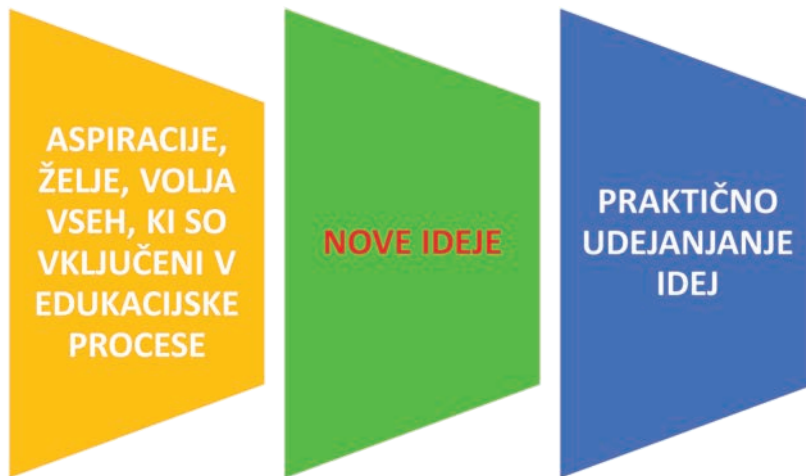 ASPIRACIJE,
ŽELJE, VOLJA
VSEH, KI SO
VKLJUČENI V
EDUKACIJSKE
PROCESE
NOVE IDEJE
PRAKTIČNO
UDEJANJANJE
IDEJ